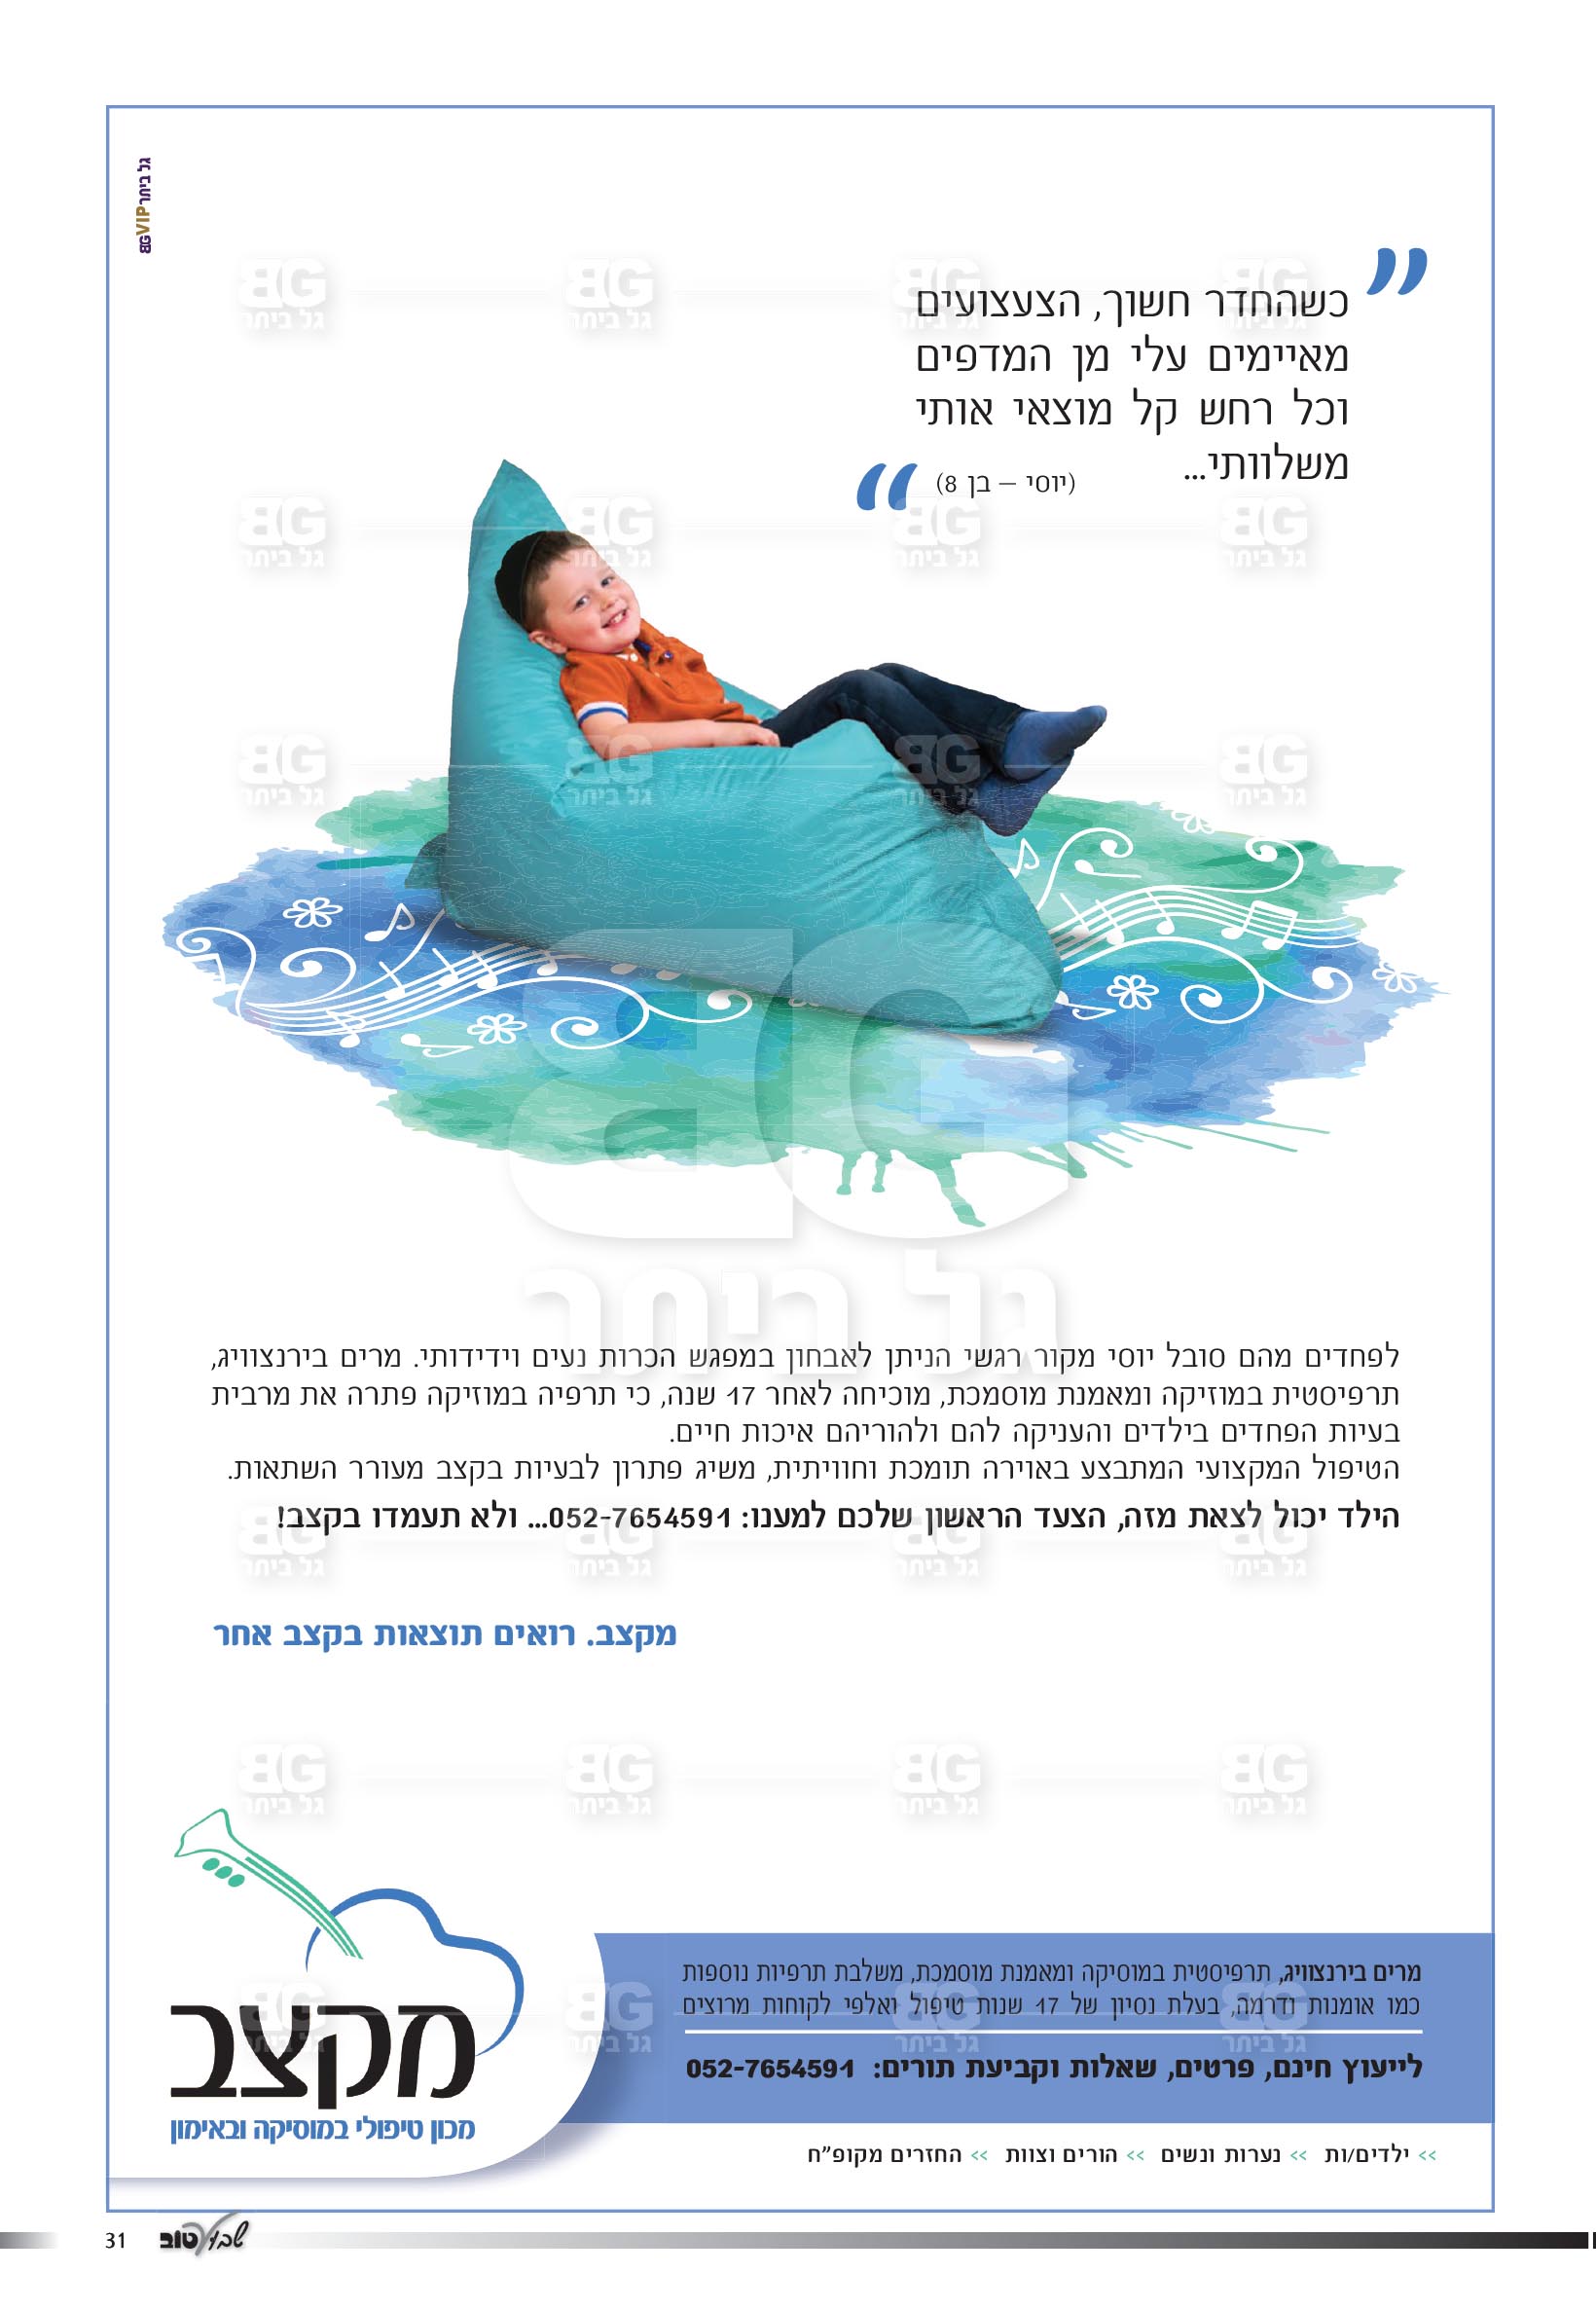 גל ביתר BGVIP
”כשהחדר חשוך, הצעצועים
מאיימים עלי מן המדפים
וכל רחש קל מוצאי אותי
משלוותי... (יוסי – בן 8)“
BG
גל ביתר
לפחדים מהם סובל יוסי מקור רגשי הניתן לאבחון במפגש הכרות נעים וידידותי. מרים בירנצוויג,
תרפיסטית במוזיקה ומאמנת מוסמכת, מוכיחה לאחר 17 שנה, כי תרפיה במוזיקה פתרה את מרבית
בעיות הפחדים בילדים והעניקה להם ולהוריהם איכות חיים.
הטיפול המקצועי המתבצע באוירה תומכת וחוויתית, משיג פתרון לבעיות בקצב מעורר השתאות.
הילד יכול לצאת מזה, הצעד הראשון שלכם למענו: 052-7654591... ולא תעמדו בקצב!
מקצב. רואים תוצאות בקצב אחר
מרים בירנצוויג, תרפיסטית במוסיקה ומאמנת מוסמכת, משלבת תרפיות נוספות
כמו אומנות ודרמה, בעלת נסיון של 17 שנות טיפול ואלפי לקוחות מרוצים
לייעוץ חינם, פרטים, שאלות וקביעת תורים: 052-7654591
מקצב
מכון טיפולי במוסיקה ובאימון
>> ילדים/ות >> נערות ונשים >> הורים וצוות >> החזרים מקופ”ח
שבוע טוב
31